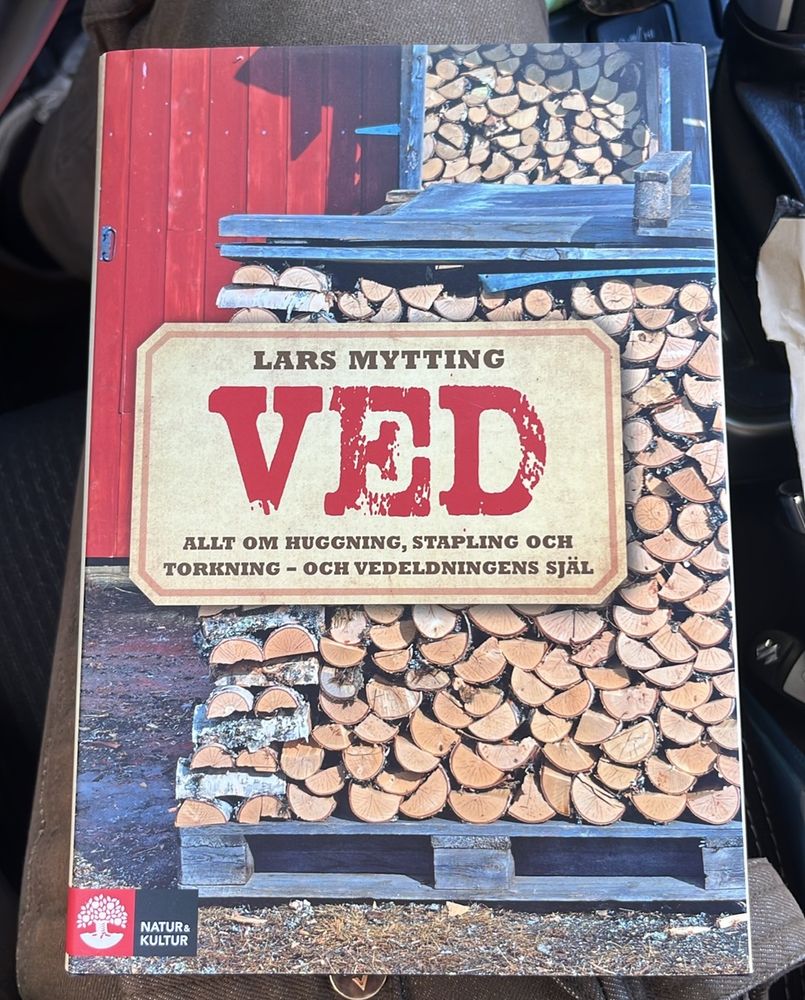 LARS MYTTING
VED
ALLT OM HUGGNING, STAPLING OCH
TORKNING – OCH VEDELDNINGENS SJÄL
NATUR &
KULTUR